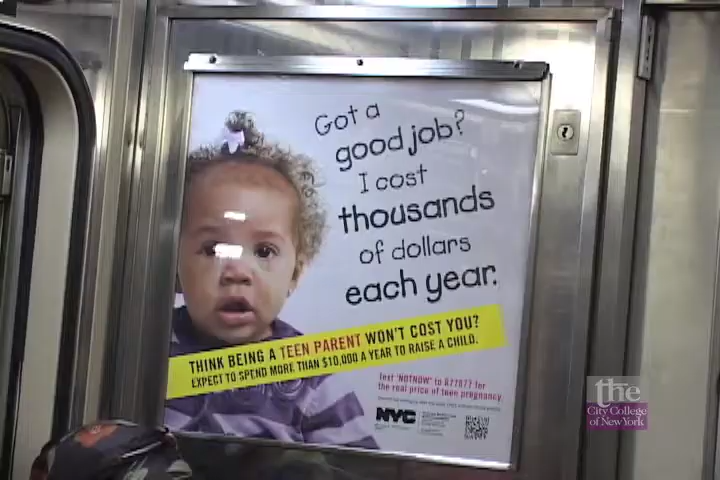 Got a
good job?
I cost
thousands
of dollars
each year.
THINK BEING A TEEN PARENT WON'T COST YOU?
EXPECT TO SPEND MORE THAN $10,000 A YEAR TO RAISE A CHILD.
Text 'NOTNOW' to 877877 for
the real price of teen pregnancy.
NYC
the
City College
of New York